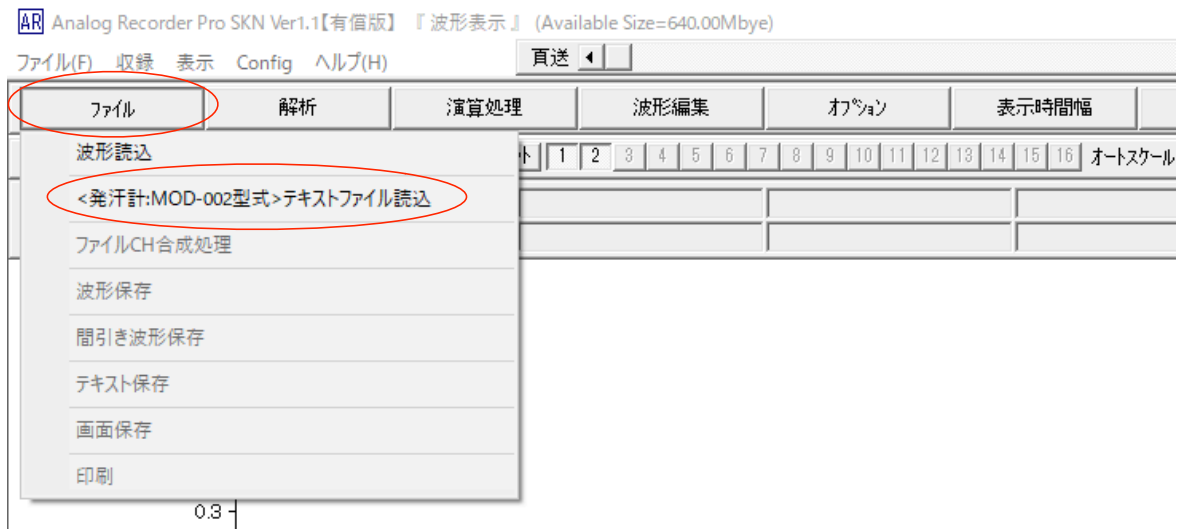 AR Analog Recorder Pro SKN Ver1.1【有償版】 『 波形表示 』 (Available Size=640.00Mbye)
ファイル(F) 収録 表示 Config ヘルプ(H) 頁送
ファイル 解析 演算処理 波形編集 オプション 表示時間幅
波形読込
ト 1 2 3 4 5 6 7 8 9 10 11 12 13 14 15 16 オートスケール
<発汗計:MOD-002型式>テキストファイル読込
ファイルCH合成処理
波形保存
間引き波形保存
テキスト保存
画面保存
印刷
0.3